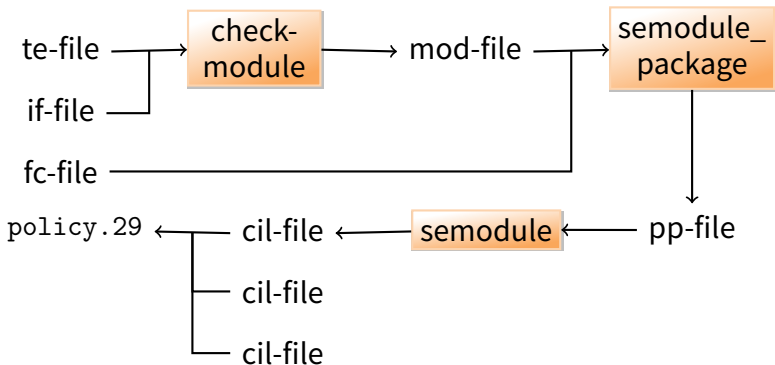 te-file
check-
module
mod-file
semodule_
package
if-file
fc-file
policy.29
cil-file
semodule
pp-file
cil-file
cil-file